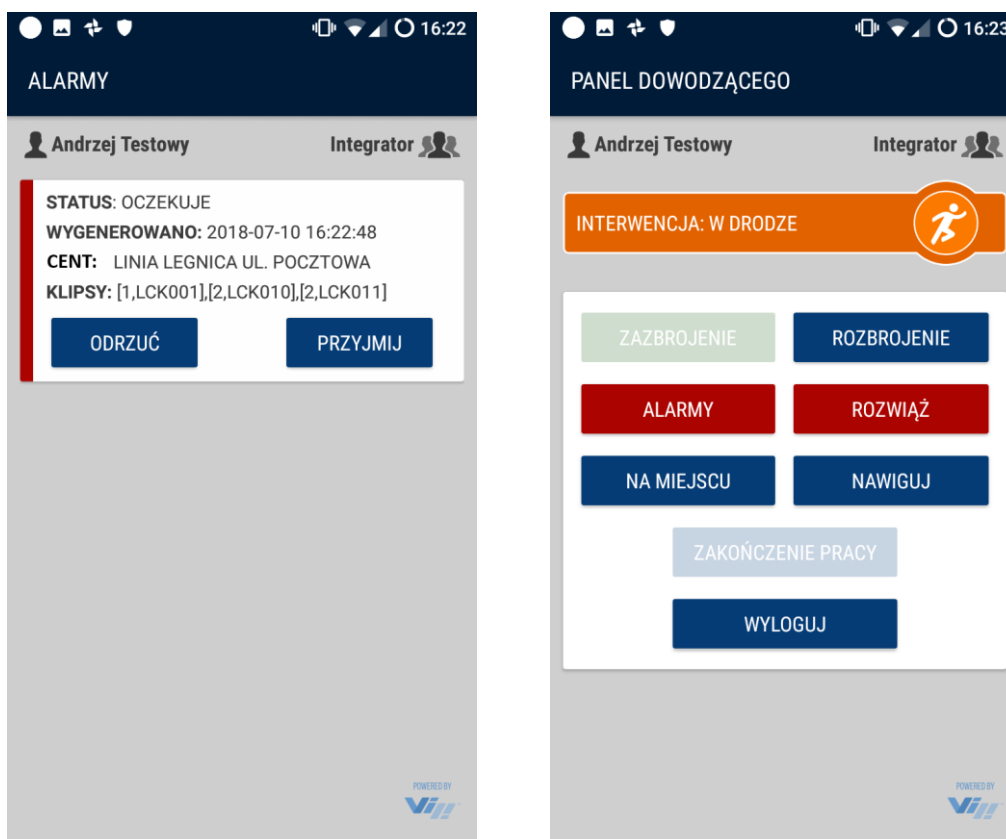 16:22
ALARMY
Andrzej Testowy Integrator
STATUS: OCZEKUJE
WYGENEROWANO: 2018-07-10 16:22:48
CENT: LINIA LEGNICA UL. POCZTOWA
KLIPSY: [1,LCK001],[2,LCK010],[2,LCK011]
ODRZUĆ PRZYJMIJ
POWERED BY
Vi
16:23
PANEL DOWODZĄCEGO
Andrzej Testowy Integrator
INTERWENCJA: W DRODZE
ZAZBROJENIE ROZBROJENIE
ALARMY ROZWIĄŻ
NA MIEJSCU NAWIGUJ
ZAKOŃCZENIE PRACY
WYLOGUJ
POWERED BY
Vi